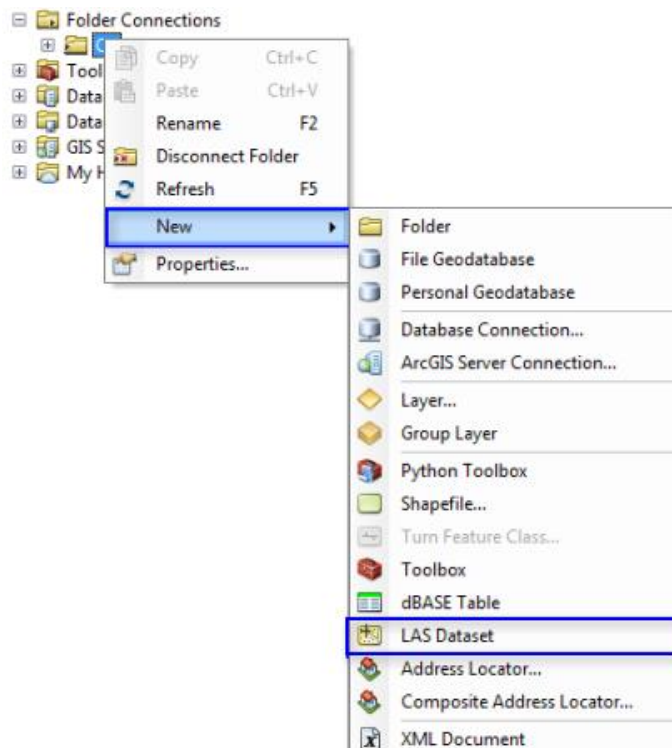 Folder Connections
C
Tool
Data
Data
GIS S
My H
Copy Ctrl+C
Paste Ctrl+V
Rename F2
Disconnect Folder
Refresh F5
New
Properties...
Folder
File Geodatabase
Personal Geodatabase
Database Connection...
ArcGIS Server Connection...
Layer...
Group Layer
Python Toolbox
Shapefile...
Turn Feature Class...
Toolbox
dBASE Table
LAS Dataset
Address Locator...
Composite Address Locator...
XML Document